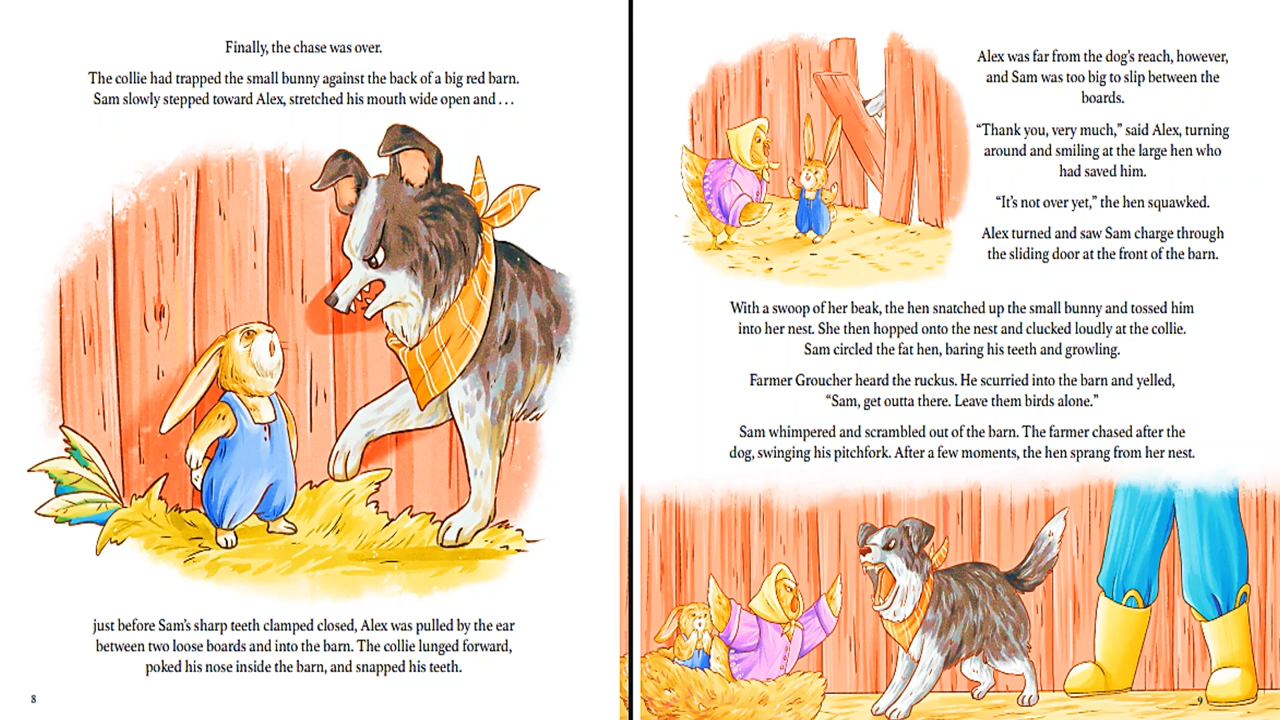 Finally, the chase was over.
The collie had trapped the small bunny against the back of a big red barn.
Sam slowly stepped toward Alex, stretched his mouth wide open and . . .
just before Sam's sharp teeth clamped closed, Alex was pulled by the ear
between two loose boards and into the barn. The collie lunged forward,
poked his nose inside the barn, and snapped his teeth.
8
Alex was far from the dog's reach, however,
and Sam was too big to slip between the
boards.
“Thank you, very much,” said Alex, turning
around and smiling at the large hen who
had saved him.
“It's not over yet,” the hen squawked.
Alex turned and saw Sam charge through
the sliding door at the front of the barn.
With a swoop of her beak, the hen snatched up the small bunny and tossed him
into her nest. She then hopped onto the nest and clucked loudly at the collie.
Sam circled the fat hen, baring his teeth and growling.
Farmer Groucher heard the ruckus. He scurried into the barn and yelled,
“Sam, get outta there. Leave them birds alone.”
Sam whimpered and scrambled out of the barn. The farmer chased after the
dog, swinging his pitchfork. After a few moments, the hen sprang from her nest.
9